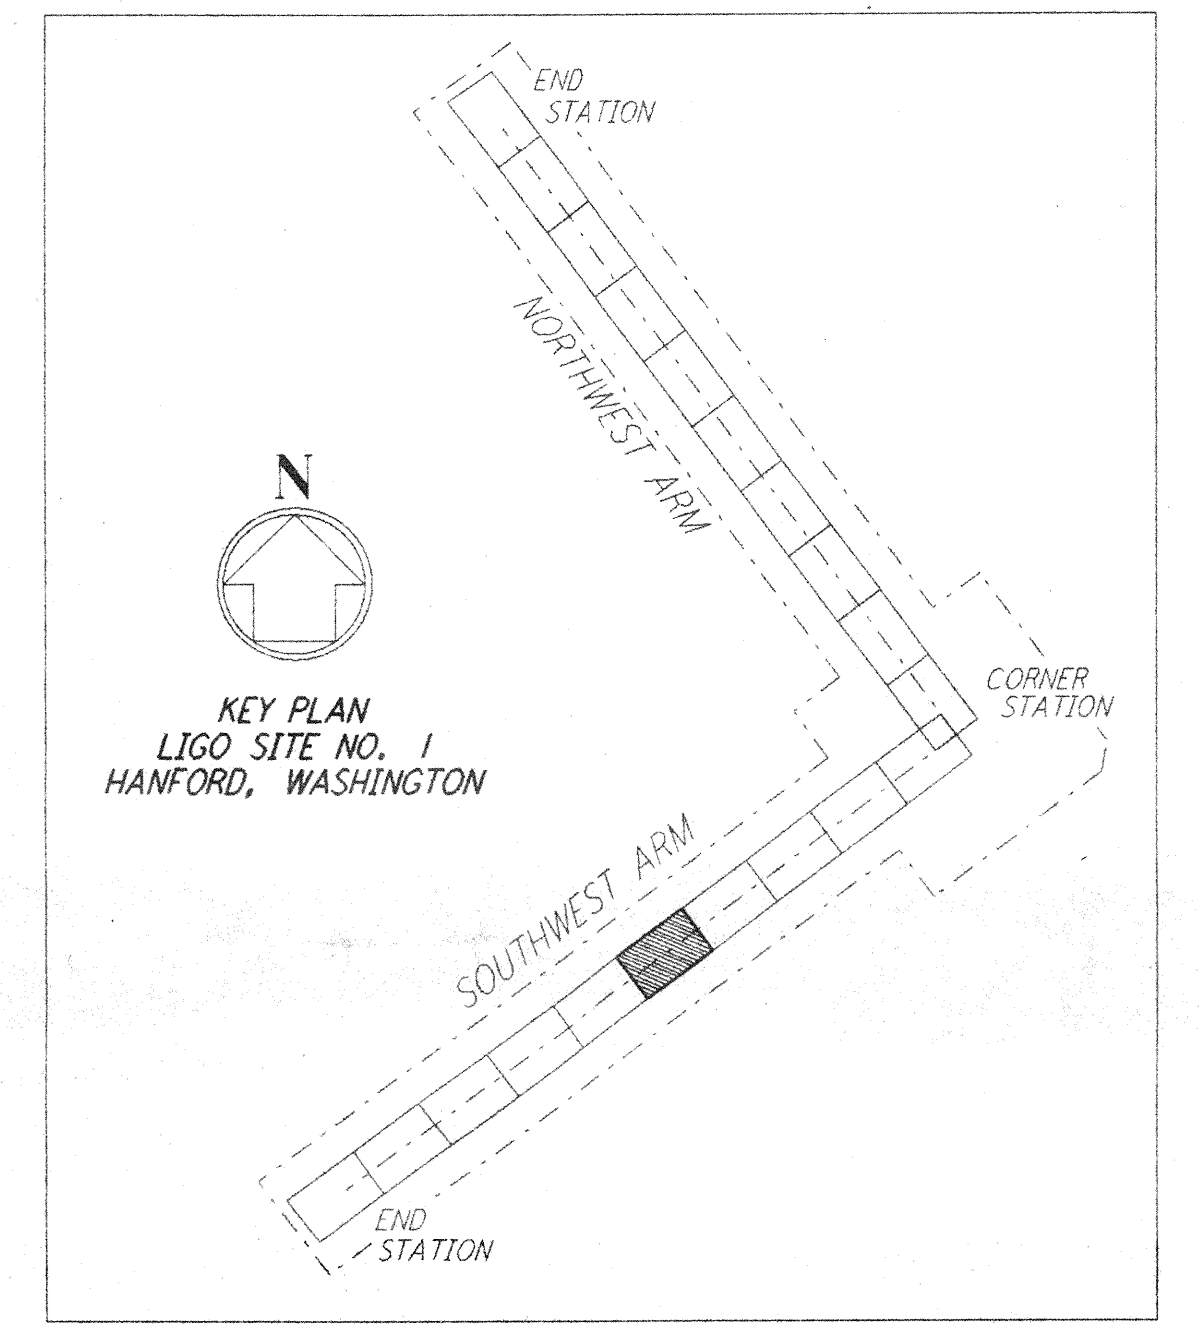 END
STATION
NORTHWEST ARM
N
KEY PLAN
LIGO SITE NO. 1
HANFORD, WASHINGTON
CORNER
STATION
SOUTHWEST ARM
END
STATION